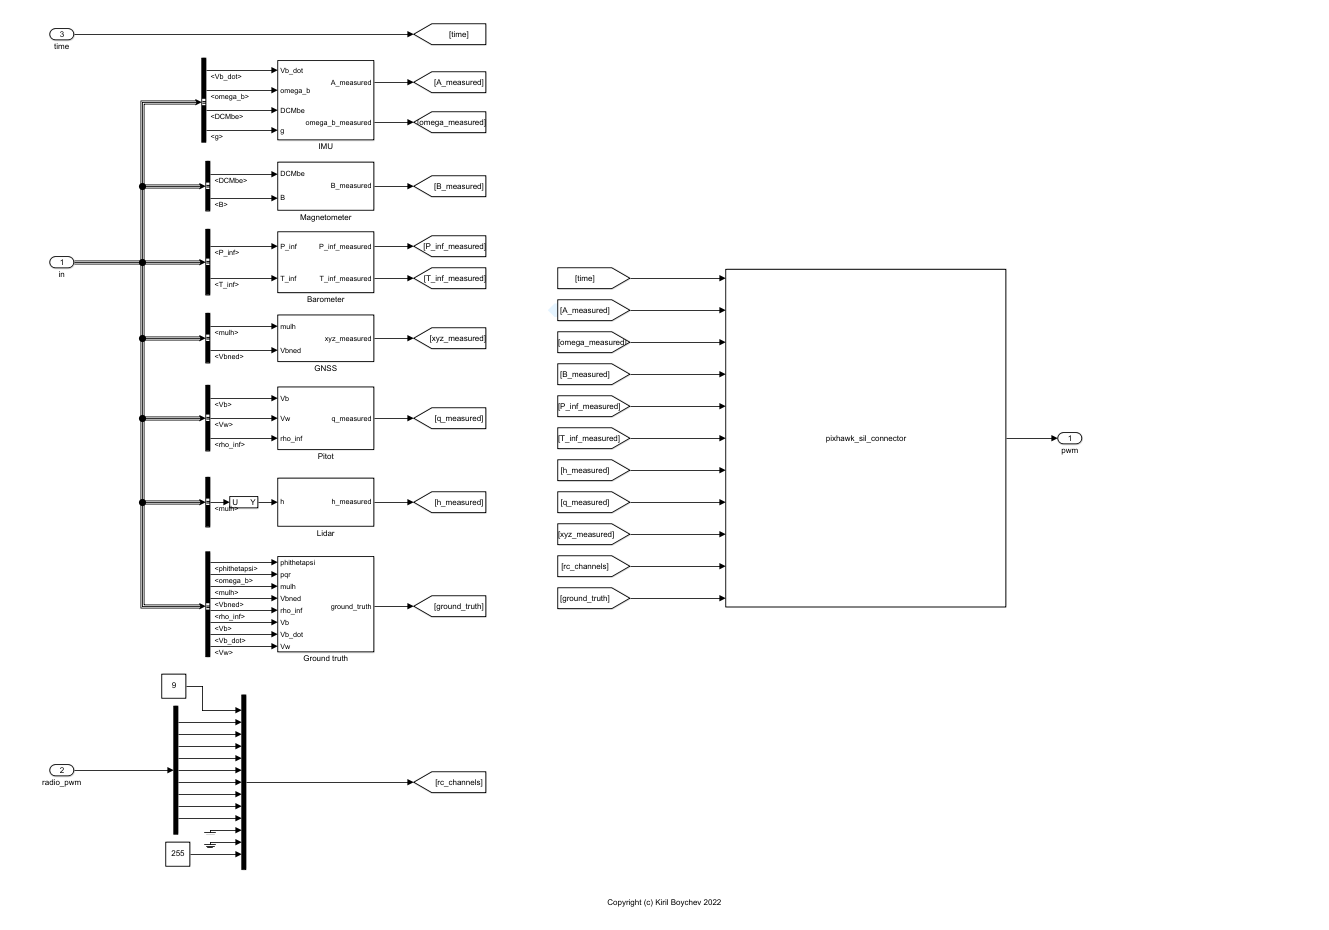 3
time
[time]
<Vb_dot>
<omega_b>
<DCMbe>
<g>
Vb_dot
omega_b
DCMbe
g
A_measured
omega_b_measured
IMU
[A_measured]
[omega_measured]
<DCMbe>
<B>
DCMbe
B
B_measured
Magnetometer
[B_measured]
1
in
<P_inf>
<T_inf>
P_inf
T_inf
P_inf_measured
T_inf_measured
Barometer
[P_inf_measured]
[T_inf_measured]
<mulh>
<Vbned>
mulh
Vbned
xyz_measured
GNSS
[xyz_measured]
<Vb>
<Vw>
<rho_inf>
Vb
Vw
rho_inf
q_measured
Pitot
[q_measured]
<mulh>
U Y
h
h_measured
Lidar
[h_measured]
<phithetapsi>
<omega_b>
<mulh>
<Vbned>
<rho_inf>
<Vb>
<Vb_dot>
<Vw>
phithetapsi
pqr
mulh
Vbned
rho_inf
Vb
Vb_dot
Vw
ground_truth
Ground truth
[ground_truth]
9
2
radio_pwm
255
[rc_channels]
[time]
[A_measured]
[omega_measured]
[B_measured]
[P_inf_measured]
[T_inf_measured]
[h_measured]
[q_measured]
[xyz_measured]
[rc_channels]
[ground_truth]
pixhawk_sil_connector
1
pwm
Copyright (c) Kiril Boychev 2022